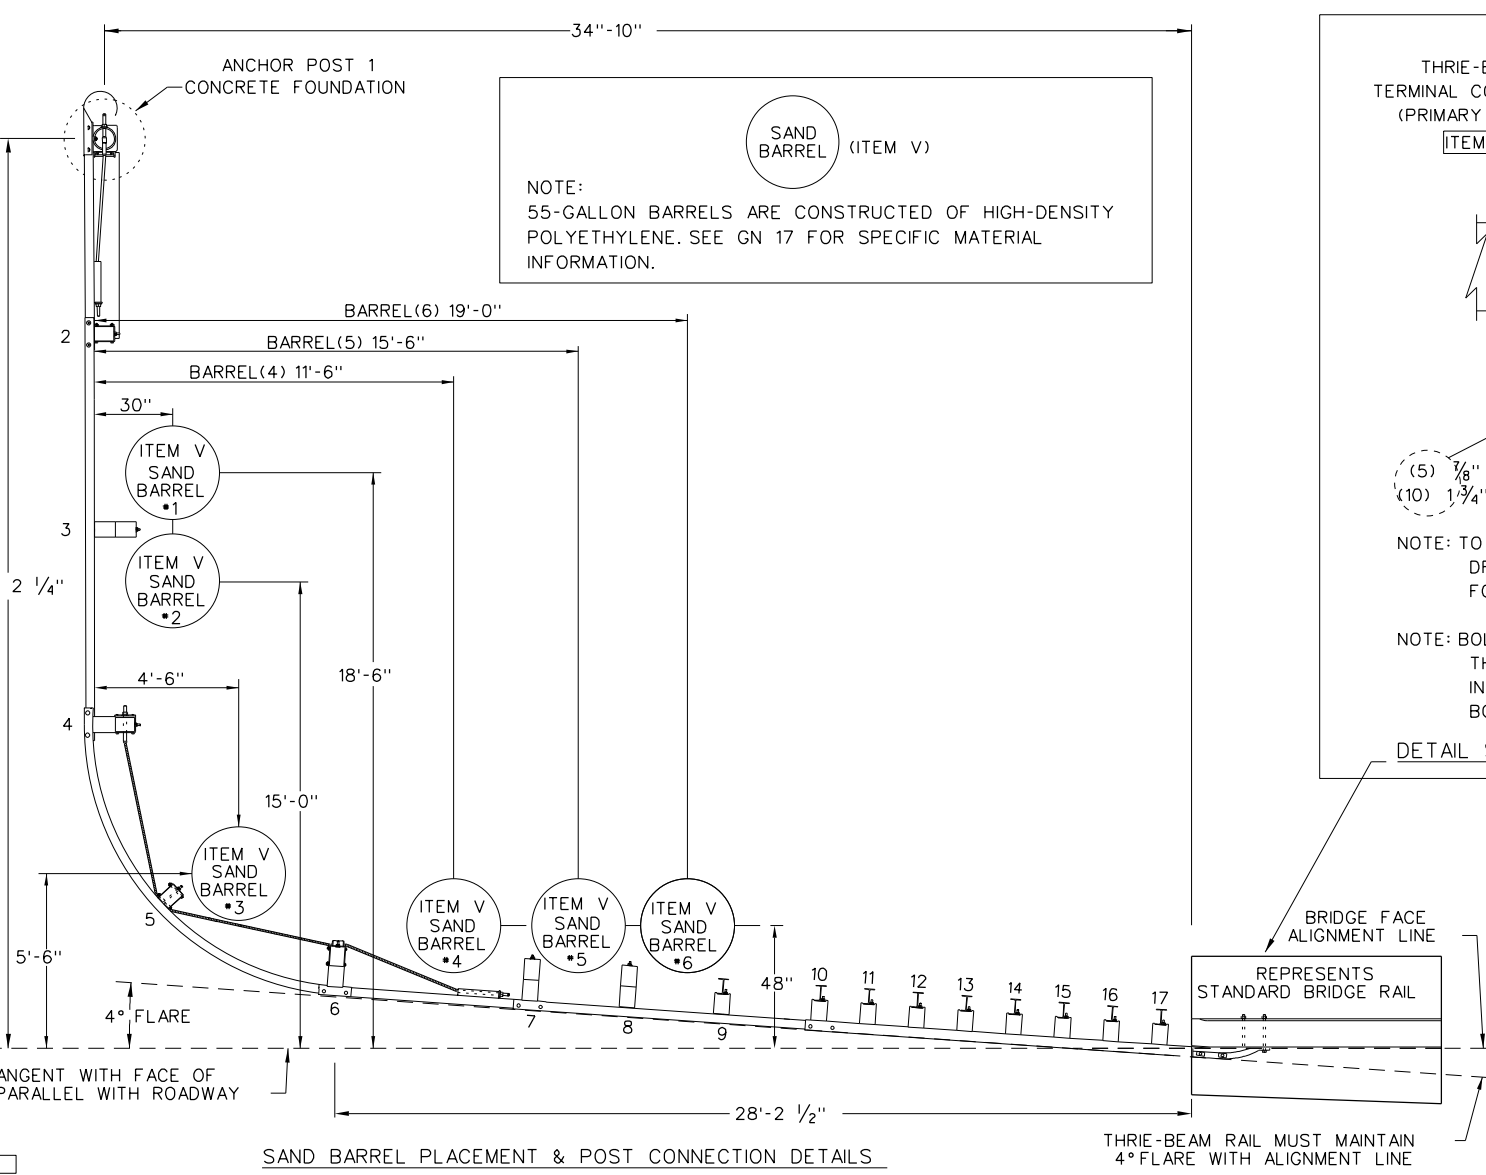 34"-10"
ANCHOR POST 1
CONCRETE FOUNDATION
SAND
BARREL
(ITEM V)
NOTE:
55-GALLON BARRELS ARE CONSTRUCTED OF HIGH-DENSITY
POLYETHYLENE. SEE GN 17 FOR SPECIFIC MATERIAL
INFORMATION.
THRIE-
TERMINAL
(PRIMARY
ITEM
2
BARREL(6) 19'-0"
BARREL(5) 15'-6"
BARREL(4) 11'-6"
30"
ITEM V
SAND
BARREL
#1
3
ITEM V
SAND
BARREL
#2
2 1/4"
18'-6"
4'-6"
4
15'-0"
(5) 7/8"
(10) 1 3/4"
NOTE: TO
NOTE:
DETAIL
ITEM V
SAND
BARREL
#3
5
5'-6"
ITEM V
SAND
BARREL
#4
ITEM V
SAND
BARREL
#5
ITEM V
SAND
BARREL
#6
48"
4° FLARE
6
7
8
9
10
11
12
13
14
15
16
17
BRIDGE FACE
ALIGNMENT LINE
REPRESENTS
STANDARD BRIDGE RAIL
ANGENT WITH FACE OF
PARALLEL WITH ROADWAY
28'-2 1/2"
SAND BARREL PLACEMENT & POST CONNECTION DETAILS
THRIE-BEAM RAIL MUST MAINTAIN
4° FLARE WITH ALIGNMENT LINE